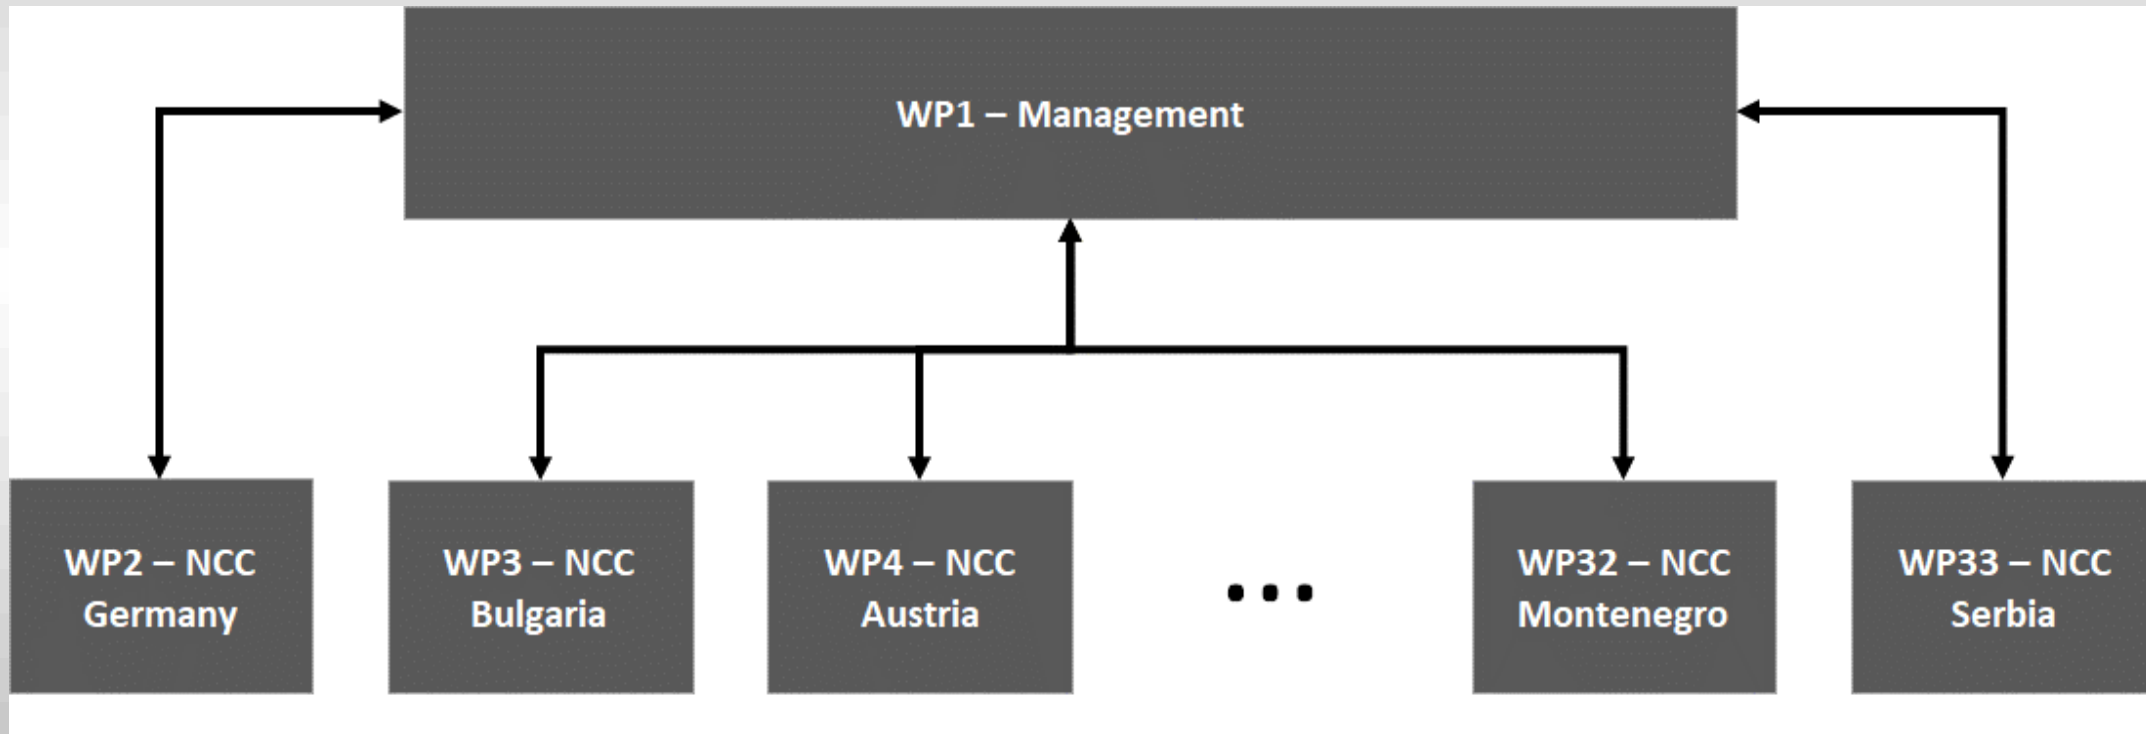 WP1 – Management
WP2 – NCC
Germany
WP3 – NCC
Bulgaria
WP4 – NCC
Austria
...
WP32 – NCC
Montenegro
WP33 – NCC
Serbia